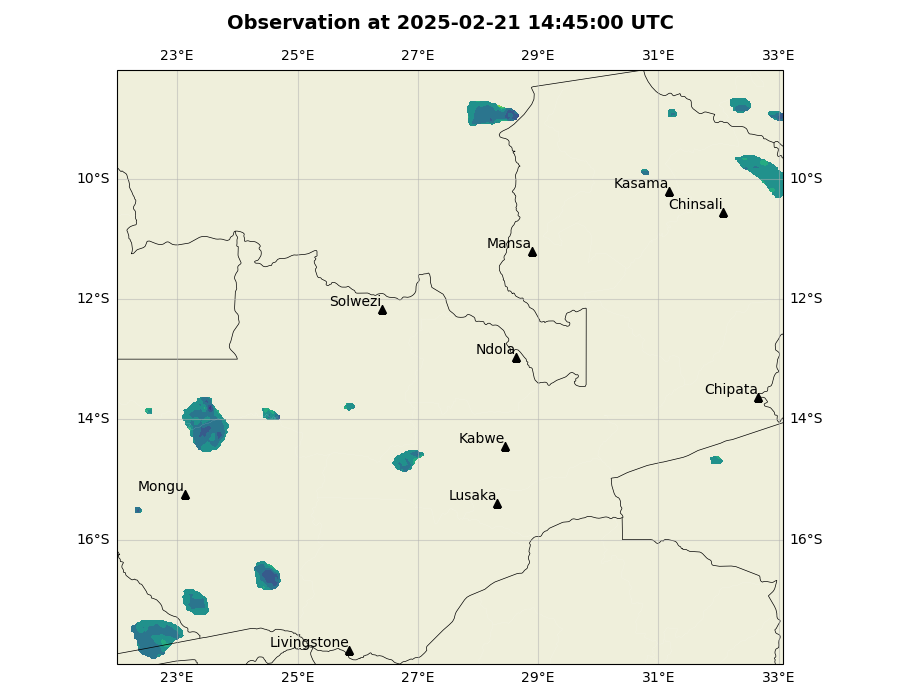 Observation at 2025-02-21 14:45:00 UTC
23°E 25°E 27°E 29°E 31°E 33°E
10°S 10°S
Kasama
Chinsali
Mansa
12°S 12°S
Solwezi
Ndola
Chipata
14°S 14°S
Kabwe
Mongu
Lusaka
16°S 16°S
Livingstone
23°E 25°E 27°E 29°E 31°E 33°E